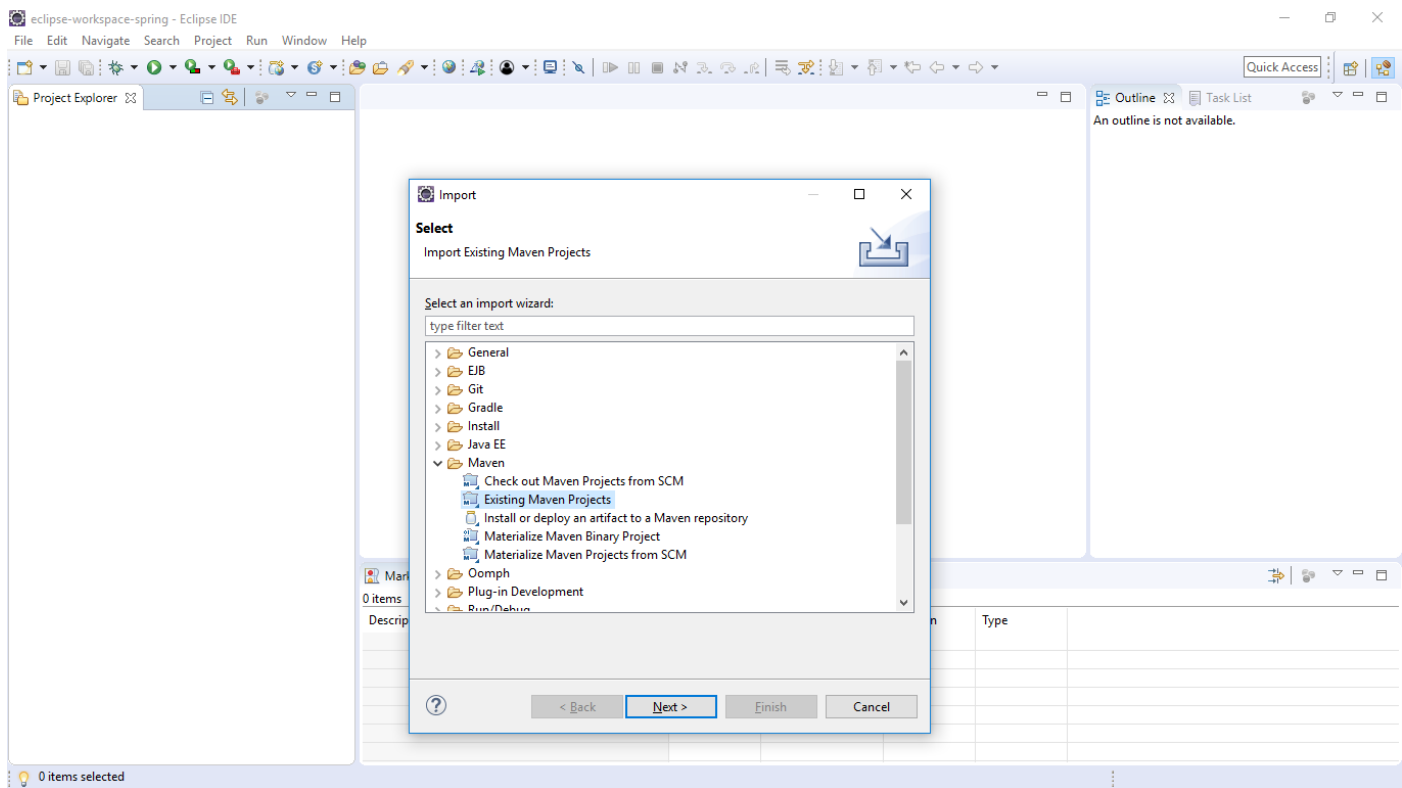 eclipse-workspace-spring - Eclipse IDE
File Edit Navigate Search Project Run Window Help
Quick Access
Project Explorer
Outline Task List
An outline is not available.
Import
Select
Import Existing Maven Projects
Select an import wizard:
type filter text
General
EJB
Git
Gradle
Install
Java EE
Maven
Check out Maven Projects from SCM
Existing Maven Projects
Install or deploy an artifact to a Maven repository
Materialize Maven Binary Project
Materialize Maven Projects from SCM
Oomph
Plug-in Development
Run/Debug
Mark
0 items
Descrip n Type
? < Back Next > Finish Cancel
0 items selected